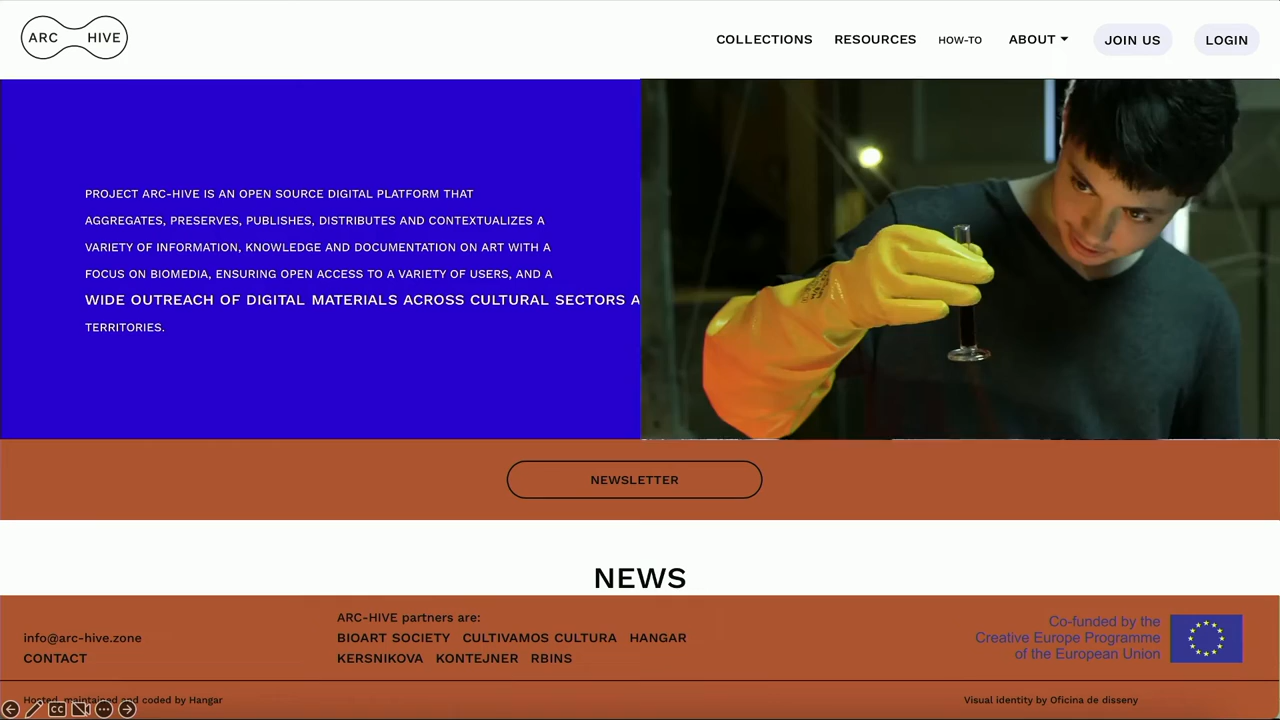 ARC HIVE
COLLECTIONS RESOURCES HOW-TO ABOUT JOIN US LOGIN
PROJECT ARC-HIVE IS AN OPEN SOURCE DIGITAL PLATFORM THAT
AGGREGATES, PRESERVES, PUBLISHES, DISTRIBUTES AND CONTEXTUALIZES A
VARIETY OF INFORMATION, KNOWLEDGE AND DOCUMENTATION ON ART WITH A
FOCUS ON BIOMEDIA, ENSURING OPEN ACCESS TO A VARIETY OF USERS, AND A
WIDE OUTREACH OF DIGITAL MATERIALS ACROSS CULTURAL SECTORS A
TERRITORIES.
NEWSLETTER
NEWS
info@arc-hive.zone
CONTACT
ARC-HIVE partners are:
BIOART SOCIETY CULTIVAMOS CULTURA HANGAR
KERSNIKOVA KONTEJNER RBINS
Co-funded by the
Creative Europe Programme
of the European Union
Hosted, maintained and coded by Hangar
Visual identity by Oficina de disseny
CC